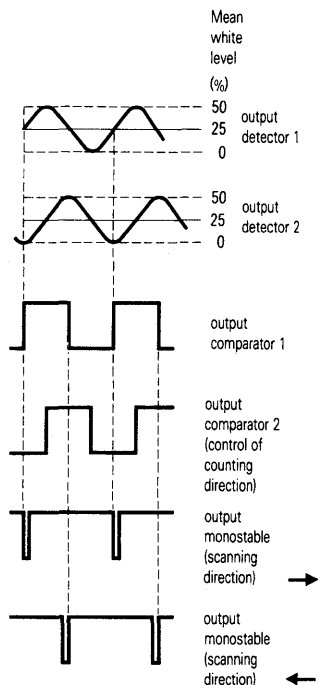 Mean
white
level
(%)
50
25
0
output
detector 1
50
25
0
output
detector 2
output
comparator 1
output
comparator 2
(control of
counting
direction)
output
monostable
(scanning
direction)
output
monostable
(scanning
direction)